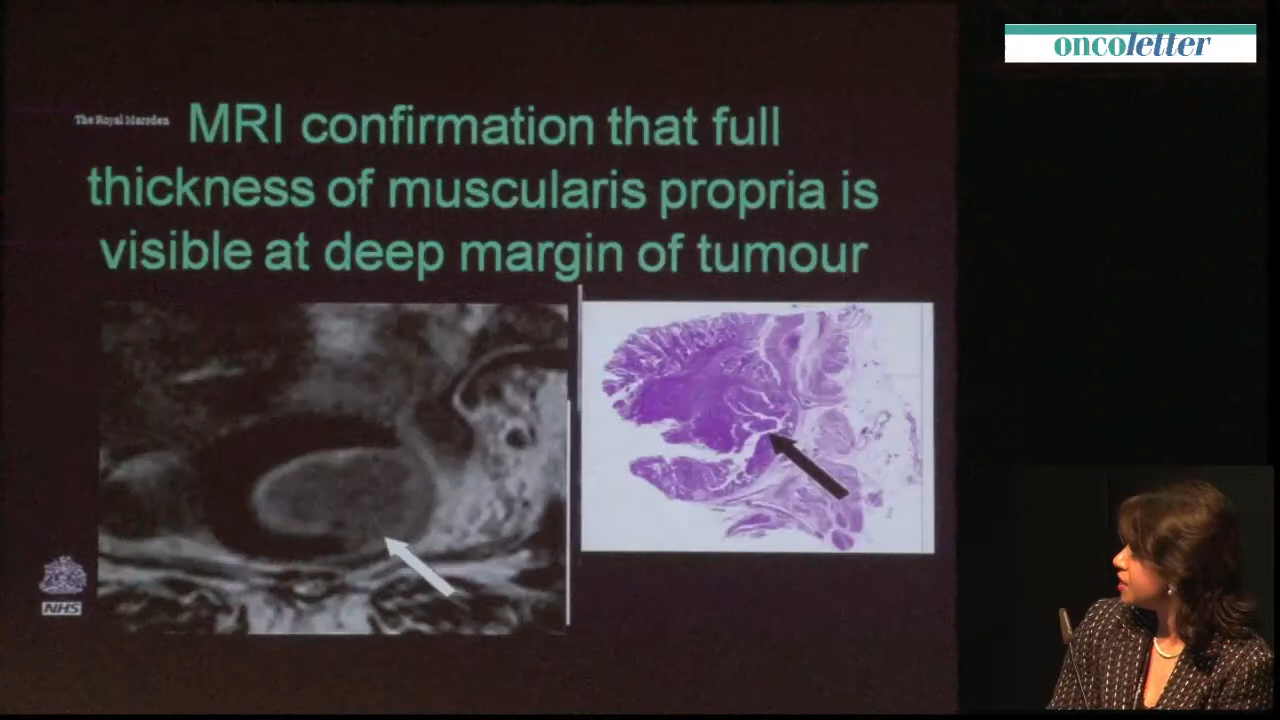 oncoletter
The Royal Marsden
MRI confirmation that full
thickness of muscularis propria is
visible at deep margin of tumour
NHS